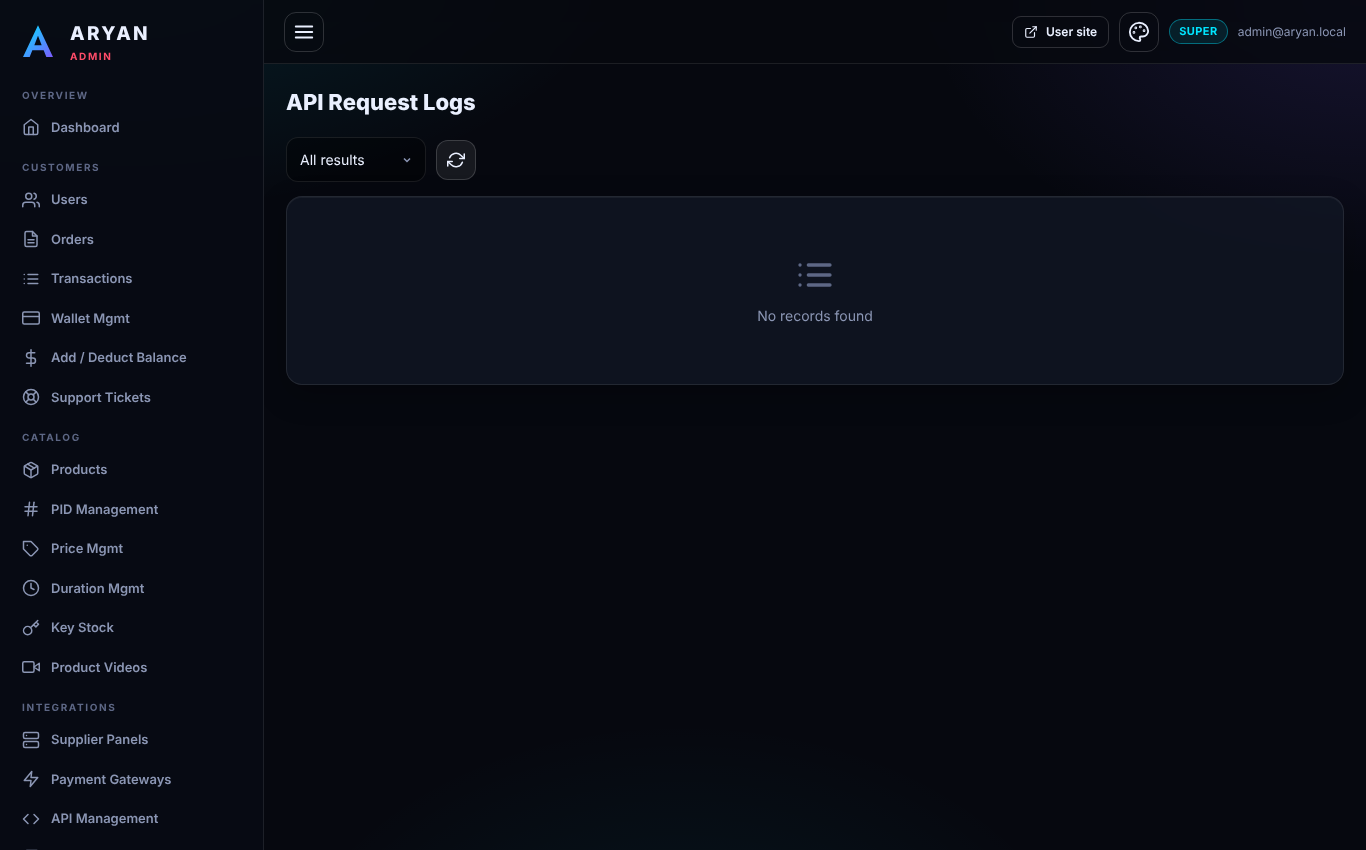 ARYAN
ADMIN
OVERVIEW
Dashboard
CUSTOMERS
Users
Orders
Transactions
Wallet Mgmt
Add / Deduct Balance
Support Tickets
CATALOG
Products
PID Management
Price Mgmt
Duration Mgmt
Key Stock
Product Videos
INTEGRATIONS
Supplier Panels
Payment Gateways
API Management
User site
SUPER
admin@aryan.local
API Request Logs
All results
No records found